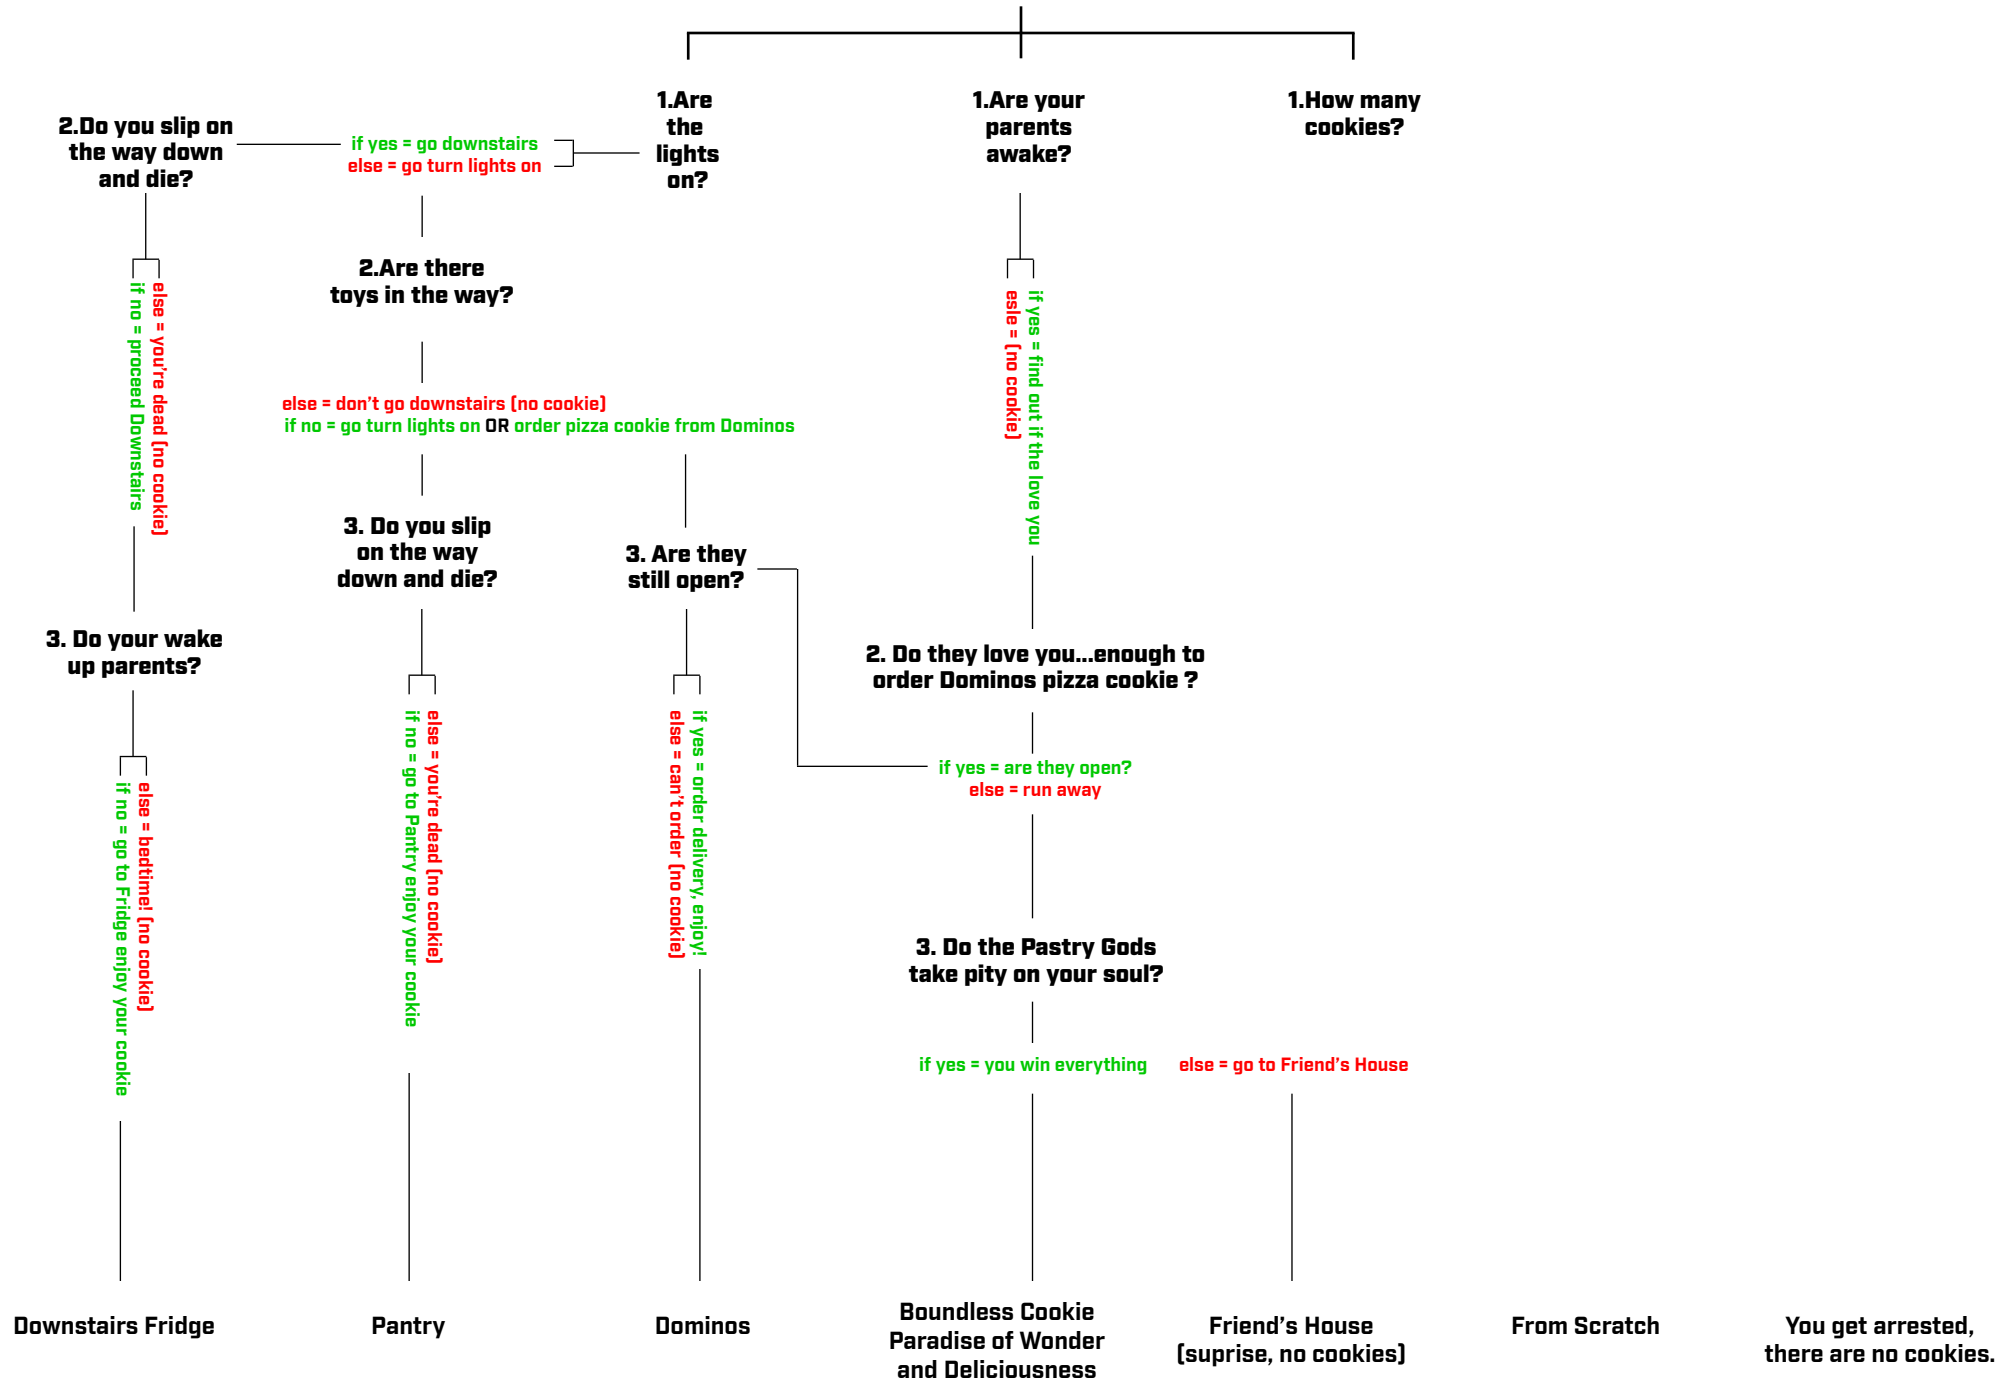 1.Are
the
lights
on?
1.Are your
parents
awake?
1.How many
cookies?
2.Do you slip on
the way down
and die?
if yes = go downstairs
else = go turn lights on
2.Are there
toys in the way?
else = you're dead (no cookie)
if no = proceed Downstairs
if yes = find out if the love you
esle = (no cookie)
else = don't go downstairs (no cookie)
if no = go turn lights on OR order pizza cookie from Dominos
3. Do you slip
on the way
down and die?
3. Are they
still open?
3. Do your wake
up parents?
2. Do they love you...enough to
order Dominos pizza cookie ?
else = you're dead (no cookie)
if no = go to Pantry enjoy your cookie
if yes = order delivery, enjoy!
else = can't order (no cookie)
if yes = are they open?
else = run away
else = bedtime! (no cookie)
if no = go to Fridge enjoy your cookie
3. Do the Pastry Gods
take pity on your soul?
if yes = you win everything
else = go to Friend's House
Downstairs Fridge
Pantry
Dominos
Boundless Cookie
Paradise of Wonder
and Deliciousness
Friend's House
(suprise, no cookies)
From Scratch
You get arrested,
there are no cookies.